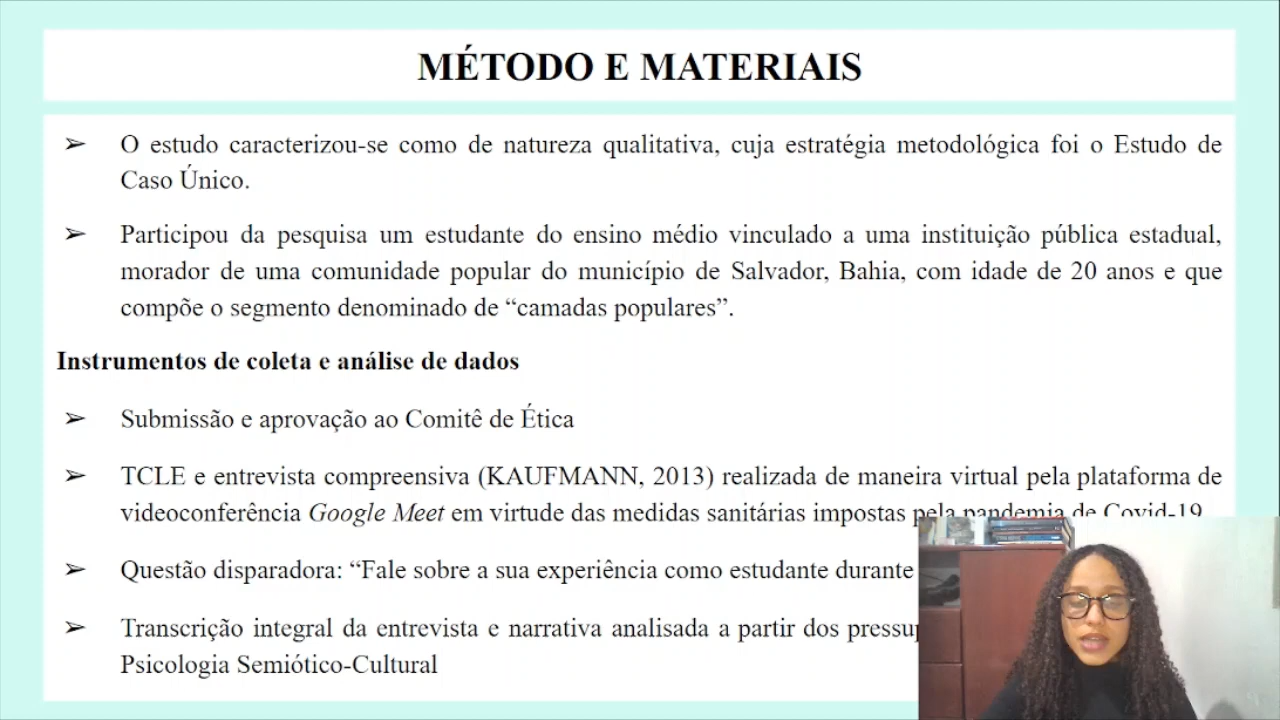 MÉTODO E MATERIAIS
➢ O estudo caracterizou-se como de natureza qualitativa, cuja estratégia metodológica foi o Estudo de
Caso Único.
➢ Participou da pesquisa um estudante do ensino médio vinculado a uma instituição pública estadual,
morador de uma comunidade popular do município de Salvador, Bahia, com idade de 20 anos e que
compõe o segmento denominado de “camadas populares”.
Instrumentos de coleta e análise de dados
➢ Submissão e aprovação ao Comitê de Ética
➢ TCLE e entrevista compreensiva (KAUFMANN, 2013) realizada de maneira virtual pela plataforma de
videoconferência Google Meet em virtude das medidas sanitárias impostas pela pandemia de Covid-19
➢ Questão disparadora: “Fale sobre a sua experiência como estudante durante
➢ Transcrição integral da entrevista e narrativa analisada a partir dos
Psicologia Semiótico-Cultural